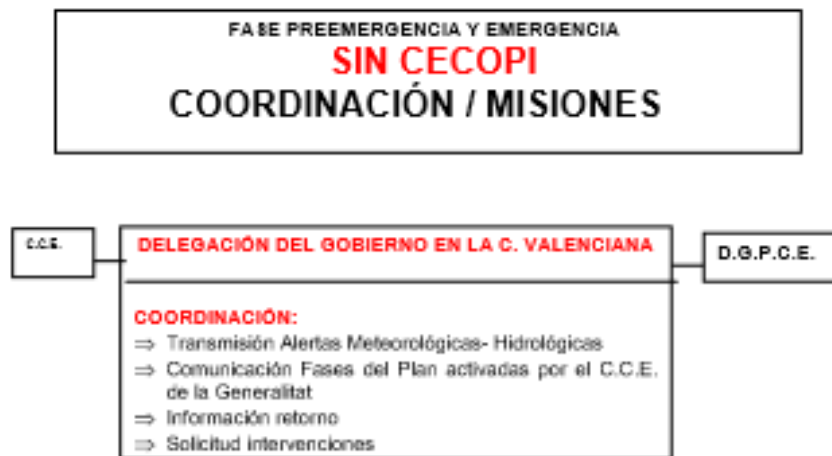 FASE PREEMERGENCIA Y EMERGENCIA
SIN CECOPI
COORDINACIÓN / MISIONES
C.C.E.
DELEGACIÓN DEL GOBIERNO EN LA C. VALENCIANA
D.G.P.C.E.
COORDINACIÓN:
⇒ Transmisión Alertas Meteorológicas- Hidrológicas
⇒ Comunicación Fases del Plan activadas por el C.C.E.
de la Generalitat
⇒ Información retorno
⇒ Solicitud intervenciones